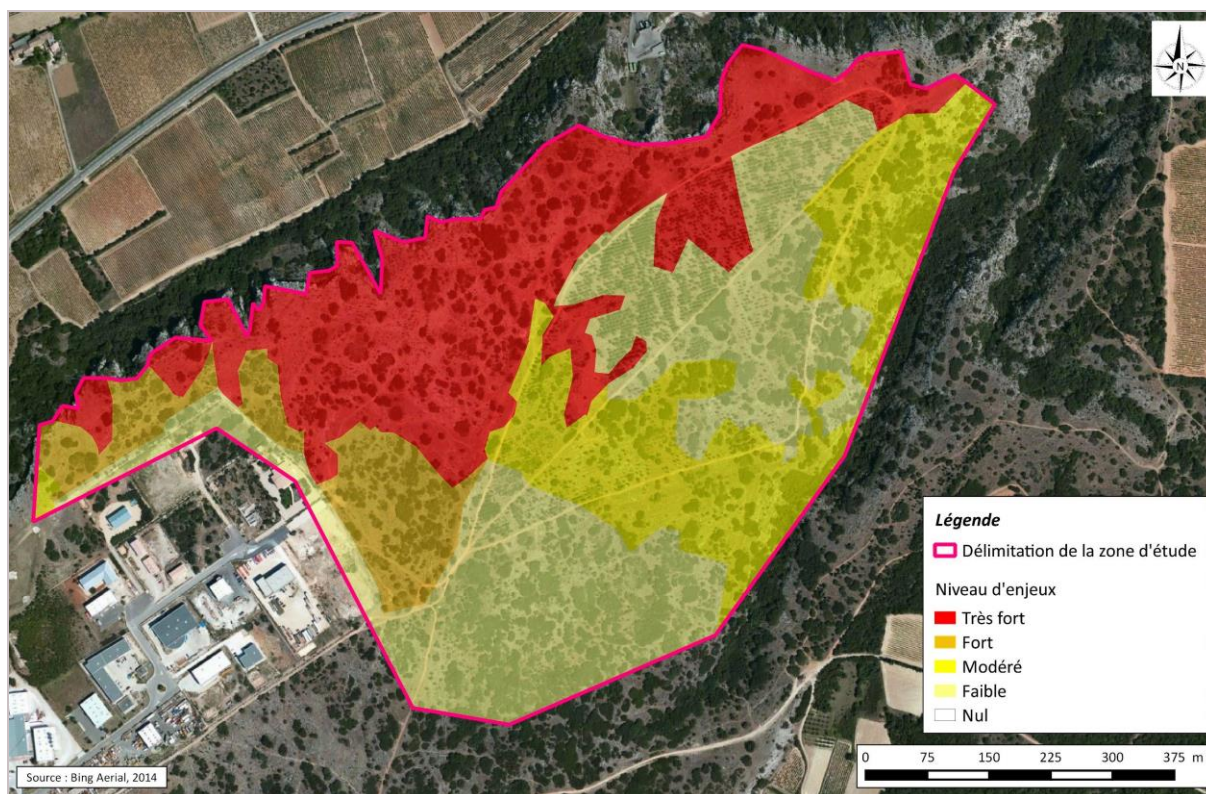 N
Légende
Délimitation de la zone d'étude
Niveau d'enjeux
Très fort
Fort
Modéré
Faible
Nul
0 75 150 300 375 m
Source : Bing Aerial, 2014